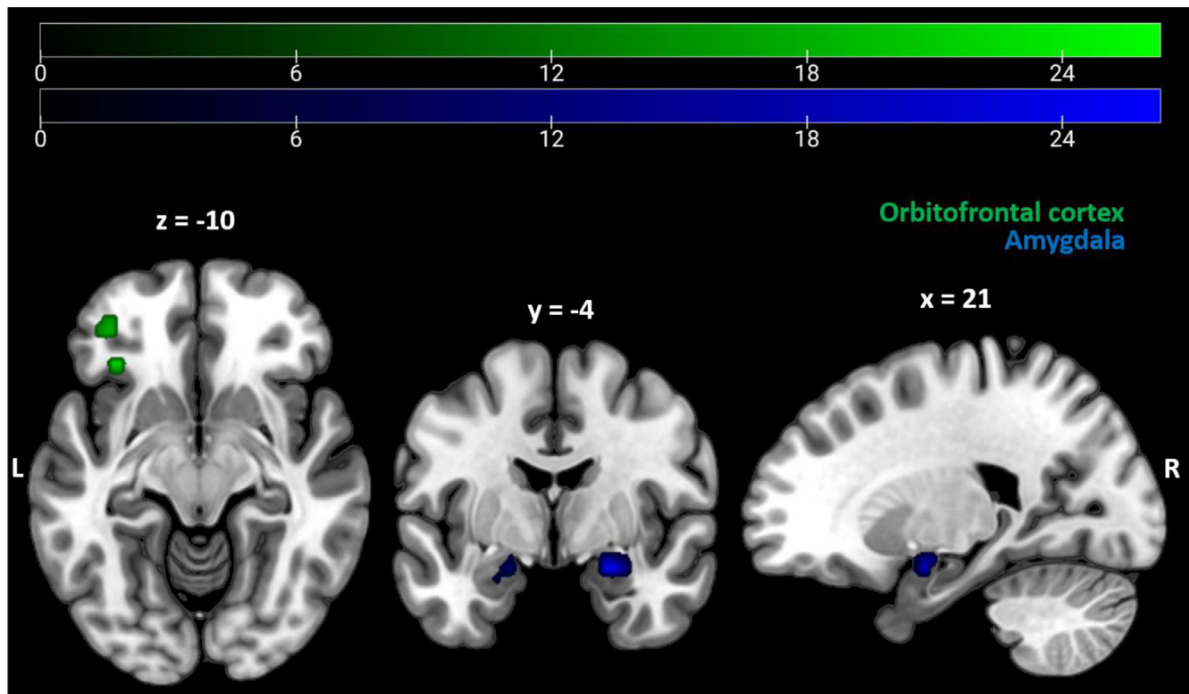 0 6 12 18 24
0 6 12 18 24
Orbitofrontal cortex
Amygdala
z = -10
y = -4
x = 21
L
R